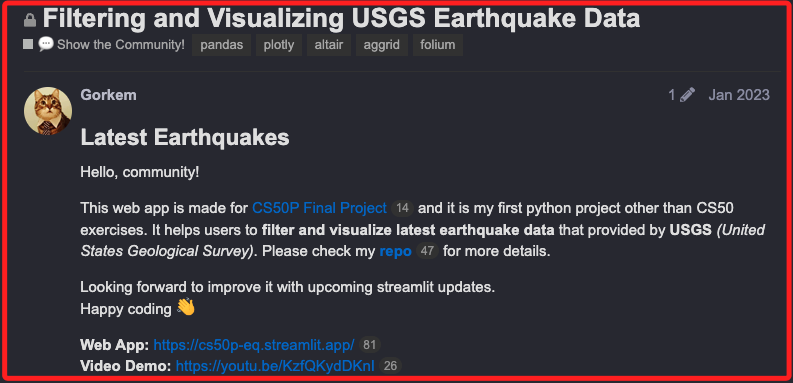 Filtering and Visualizing USGS Earthquake Data
Show the Community! pandas plotly altair aggrid folium
Gorkem 1 Jan 2023
Latest Earthquakes
Hello, community!
This web app is made for CS50P Final Project 14 and it is my first python project other than CS50
exercises. It helps users to filter and visualize latest earthquake data that provided by USGS (United
States Geological Survey). Please check my repo 47 for more details.
Looking forward to improve it with upcoming streamlit updates.
Happy coding 👋
Web App: https://cs50p-eq.streamlit.app/ 81
Video Demo: https://youtu.be/KzfQKydDKnI 26